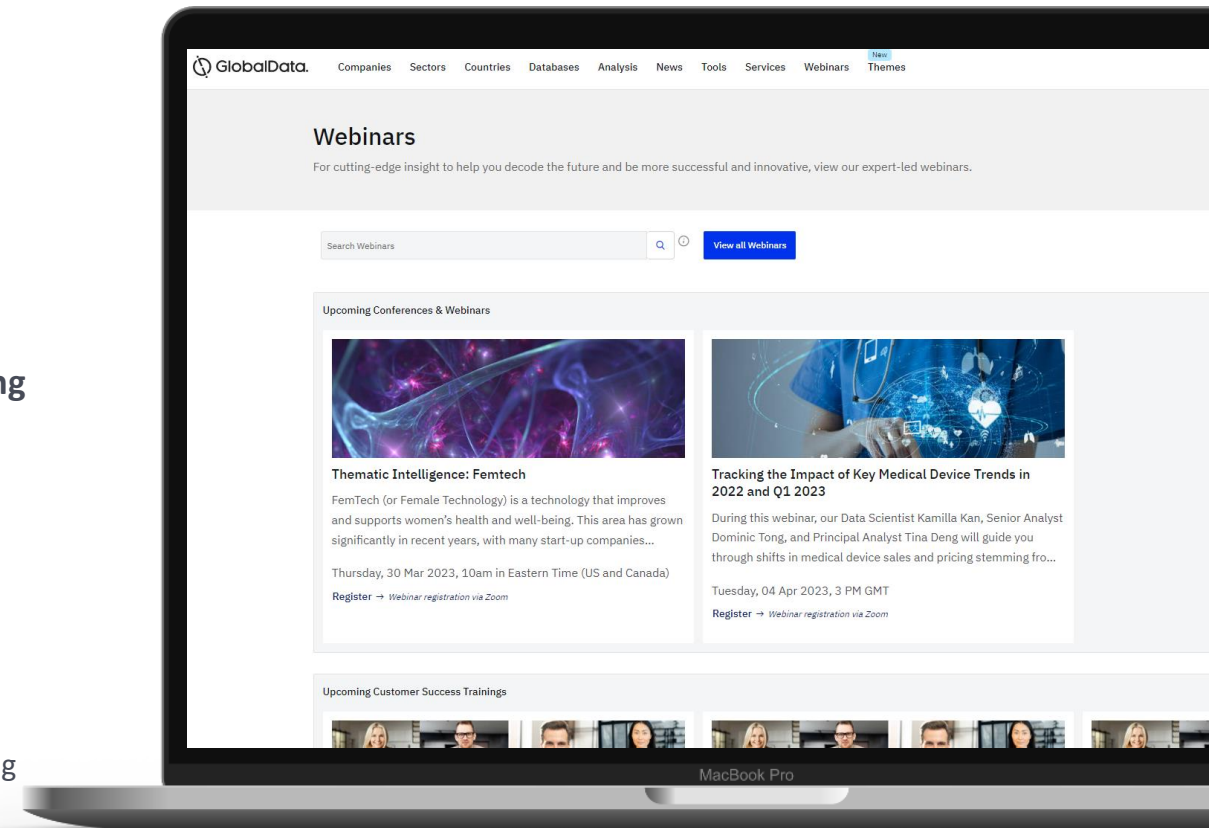 GlobalData.
Companies Sectors Countries Databases Analysis News Tools Services Webinars New Themes
Webinars
For cutting-edge insight to help you decode the future and be more successful and innovative, view our expert-led webinars.
Search Webinars
View all Webinars
Upcoming Conferences & Webinars
Thematic Intelligence: Femtech
FemTech (or Female Technology) is a technology that improves
and supports women's health and well-being. This area has grown
significantly in recent years, with many start-up companies...
Thursday, 30 Mar 2023, 10am in Eastern Time (US and Canada)
Register → Webinar registration via Zoom
Tracking the Impact of Key Medical Device Trends in
2022 and Q1 2023
During this webinar, our Data Scientist Kamilla Kan, Senior Analyst
Dominic Tong, and Principal Analyst Tina Deng will guide you
through shifts in medical device sales and pricing stemming fro...
Tuesday, 04 Apr 2023, 3 PM GMT
Register → Webinar registration via Zoom
Upcoming Customer Success Trainings
MacBook Pro
ng
g